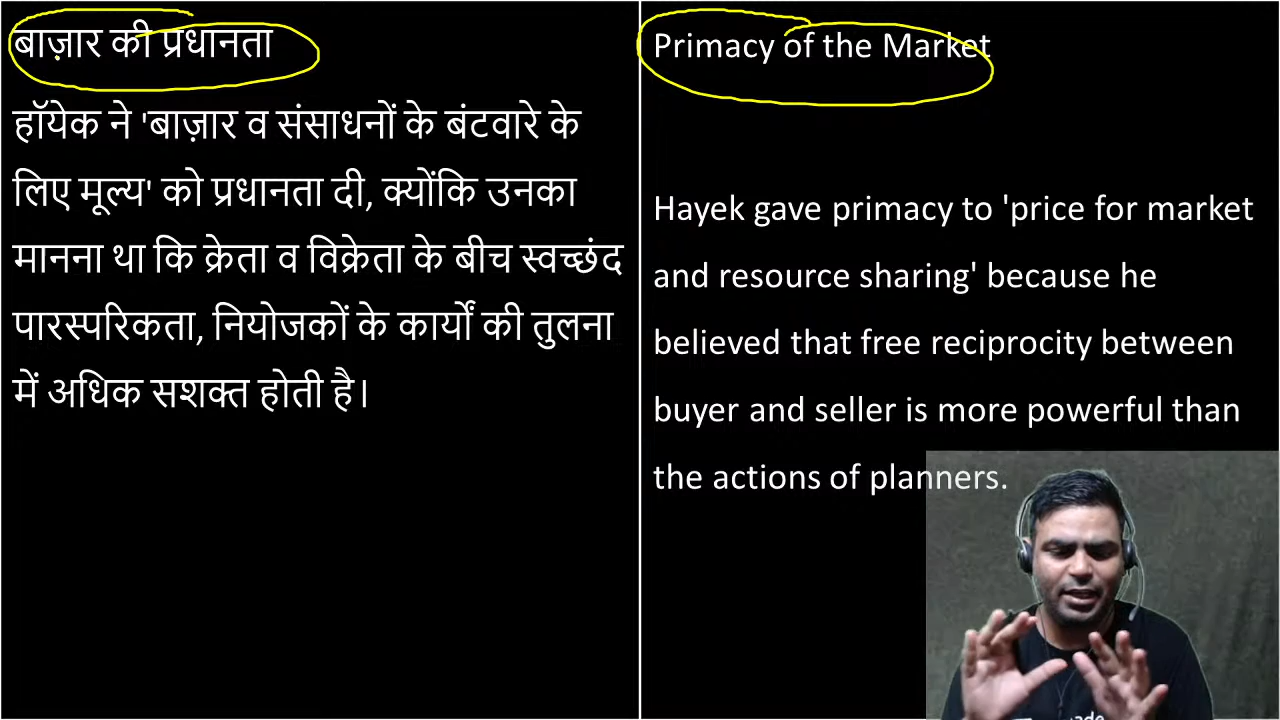 बाज़ार की प्रधानता
हॉयेक ने 'बाज़ार व संसाधनों के बंटवारे के
लिए मूल्य' को प्रधानता दी, क्योंकि उनका
मानना था कि क्रेता व विक्रेता के बीच स्वच्छंद
पारस्परिकता, नियोजकों के कार्यों की तुलना
में अधिक सशक्त होती है।
Primacy of the Market
Hayek gave primacy to 'price for market
and resource sharing' because he
believed that free reciprocity between
buyer and seller is more powerful than
the actions of planners.